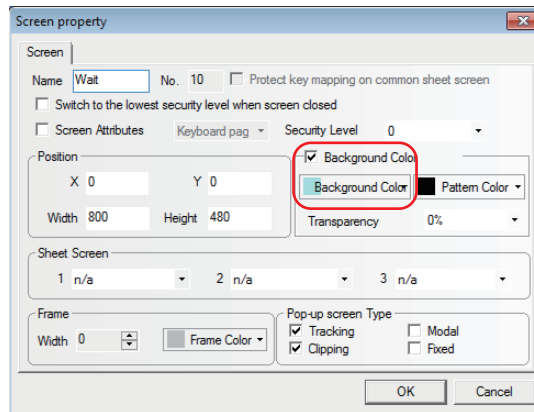 Screen property
Screen
Name Wait No. 10 Protect key mapping on common sheet screen
Switch to the lowest security level when screen closed
Screen Attributes Keyboard pag Security Level 0
Position Background Color
X 0 Y 0 Background Color Pattern Color
Width 800 Height 480 Transparency 0%
Sheet Screen
1 n/a 2 n/a 3 n/a
Frame Pop-up screen Type
Width 0 Frame Color Tracking Modal
Clipping Fixed
OK Cancel